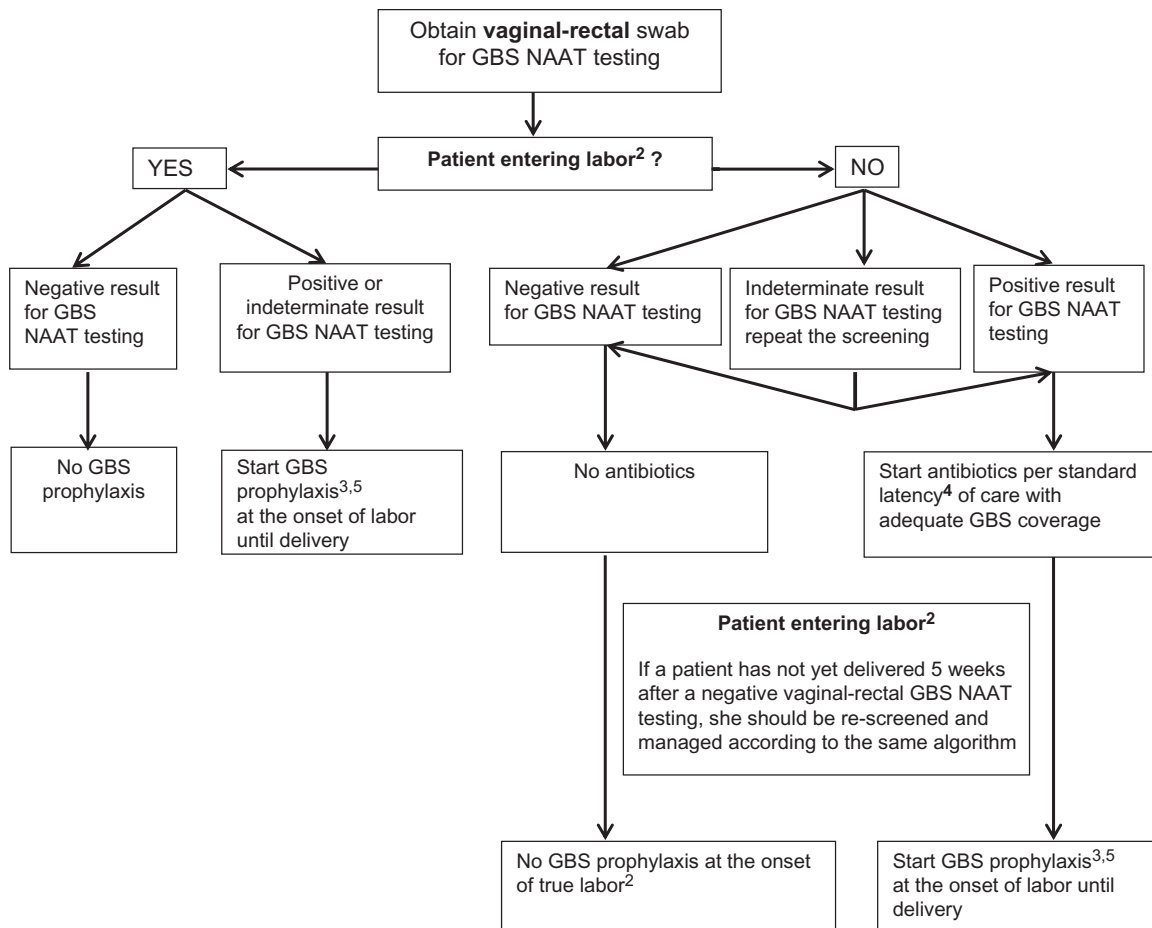 Obtain vaginal-rectal swab
for GBS NAAT testing
Patient entering labor² ?
YES
NO
Negative result
for GBS
NAAT testing
Positive or
indeterminate result
for GBS NAAT testing
Negative result
for GBS NAAT testing
Indeterminate result
for GBS NAAT testing
repeat the screening
Positive result
for GBS NAAT
testing
No GBS
prophylaxis
Start GBS
prophylaxis³,⁵
at the onset of labor
until delivery
No antibiotics
Start antibiotics per standard
latency⁴ of care with
adequate GBS coverage
Patient entering labor²
If a patient has not yet delivered 5 weeks
after a negative vaginal-rectal GBS NAAT
testing, she should be re-screened and
managed according to the same algorithm
No GBS prophylaxis at the onset
of true labor²
Start GBS prophylaxis³,⁵
at the onset of labor until
delivery